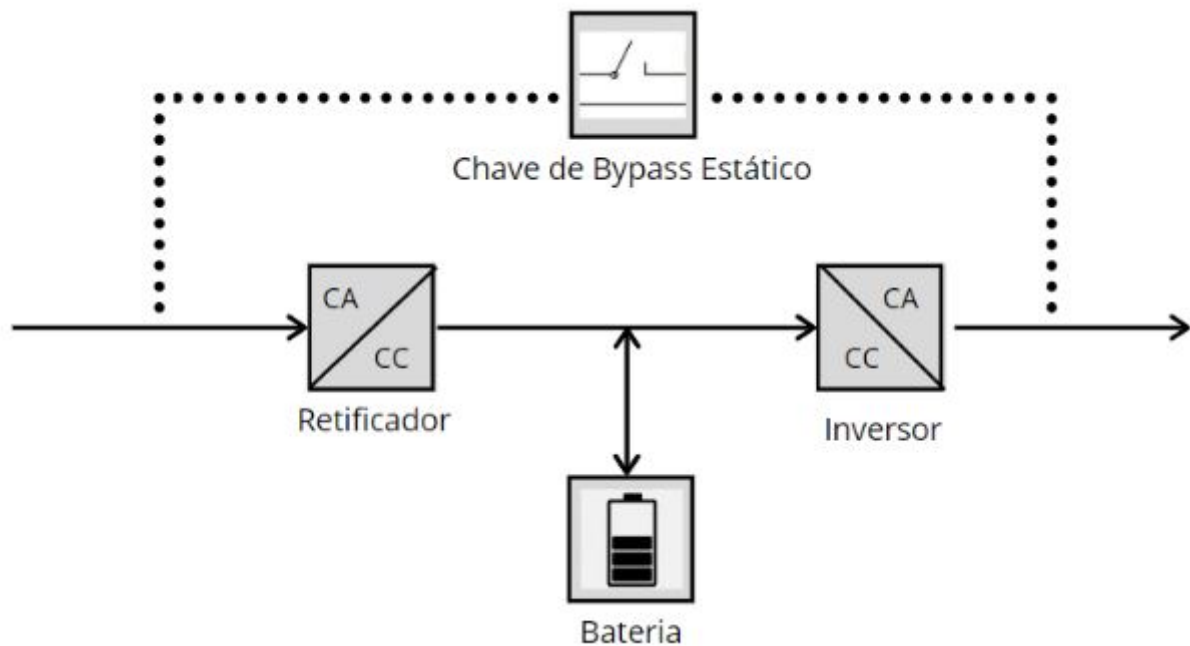 Chave de Bypass Estático
CA
CC
Retificador
CA
CC
Inversor
Bateria